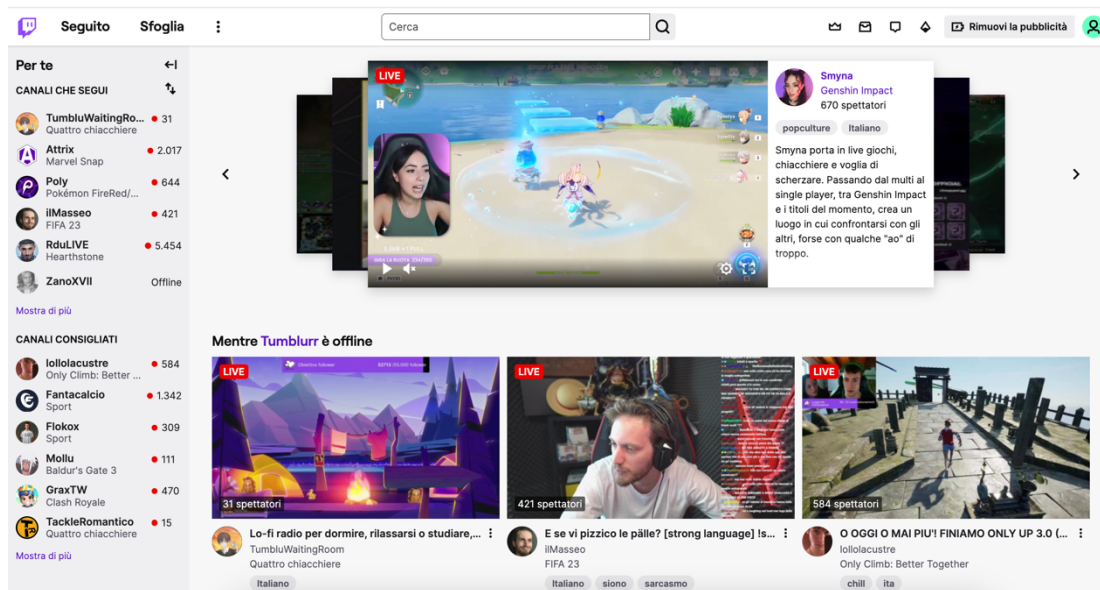 Seguito Sfoglia
Cerca
Rimuovi la pubblicità
Per te
CANALI CHE SEGUI
TumbluWaitingRo... 31
Quattro chiacchiere
Attrix 2.017
Marvel Snap
Poly 644
Pokémon FireRed/...
ilMasseo 421
FIFA 23
RduLIVE 5.454
Hearthstone
ZanoXVII Offline
Mostra di più
CANALI CONSIGLIATI
lollolacustre 584
Only Climb: Better ...
Fantacalcio 1.342
Sport
Flokox 309
Sport
Mollu 111
Baldur's Gate 3
GraxTW 470
Clash Royale
TackleRomantico 15
Quattro chiacchiere
Mostra di più
LIVE
Smyna
Genshin Impact
670 spettatori
popculture Italiano
Smyna porta in live giochi,
chiacchiere e voglia di
scherzare. Passando dal multi al
single player, tra Genshin Impact
e i titoli del momento, crea un
luogo in cui confrontarsi con gli
altri, forse con qualche "ao" di
troppo.
Mentre Tumblurr è offline
LIVE
31 spettatori
Lo-fi radio per dormire, rilassarsi o studiare,...
TumbluWaitingRoom
Quattro chiacchiere
Italiano
LIVE
421 spettatori
E se vi pizzico le pälle? [strong language] !s...
ilMasseo
FIFA 23
Italiano siono sarcasmo
LIVE
584 spettatori
O OGGI O MAI PIU'! FINIAMO ONLY UP 3.0 (...
lollolacustre
Only Climb: Better Together
chill ita